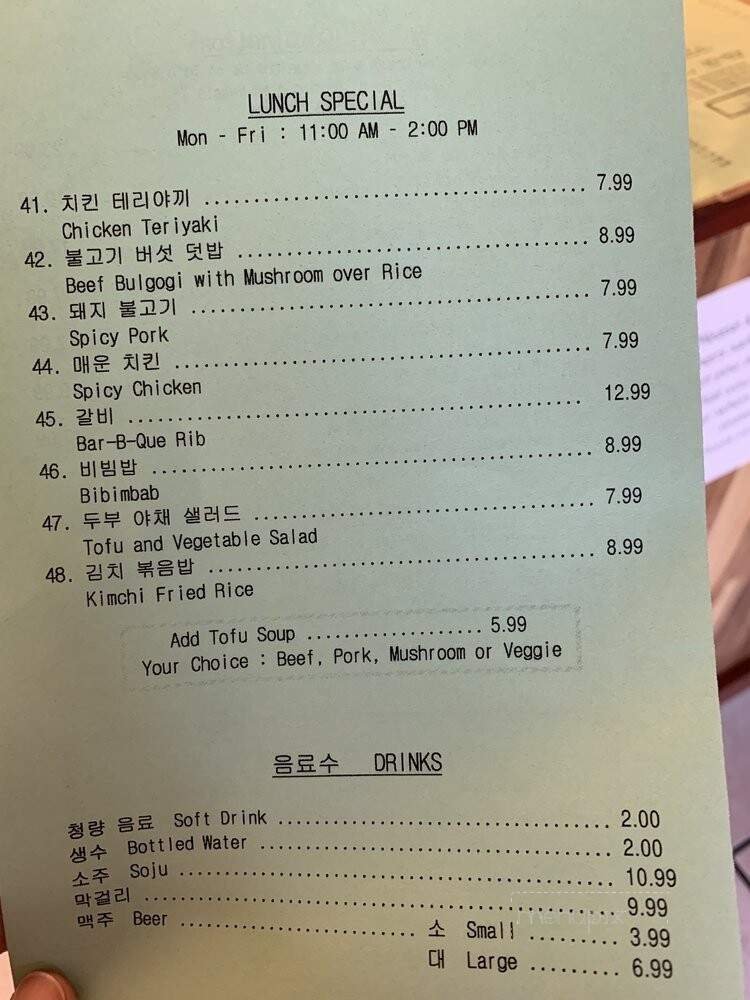 LUNCH SPECIAL
Mon - Fri : 11:00 AM - 2:00 PM
41. 치킨 테리야끼 ........................................ 7.99
Chicken Teriyaki
42. 불고기 버섯 덧밥 .................................... 8.99
Beef Bulgogi with Mushroom over Rice
43. 돼지 불고기 ......................................... 7.99
Spicy Pork
44. 매운 치킨 ........................................... 7.99
Spicy Chicken
45. 갈비 ................................................ 12.99
Bar-B-Que Rib
46. 비빔밥 .............................................. 8.99
Bibimbab
47. 두부 야채 샐러드 .................................... 7.99
Tofu and Vegetable Salad
48. 김치 볶음밥 ......................................... 8.99
Kimchi Fried Rice
Add Tofu Soup ................... 5.99
Your Choice : Beef, Pork, Mushroom or Veggie
음료수 DRINKS
청량 음료 Soft Drink .................................... 2.00
생수 Bottled Water ...................................... 2.00
소주 Soju ............................................... 10.99
막걸리 .................................................. 9.99
맥주 Beer .......................... 소 Small ......... 3.99
대 Large ......... 6.99